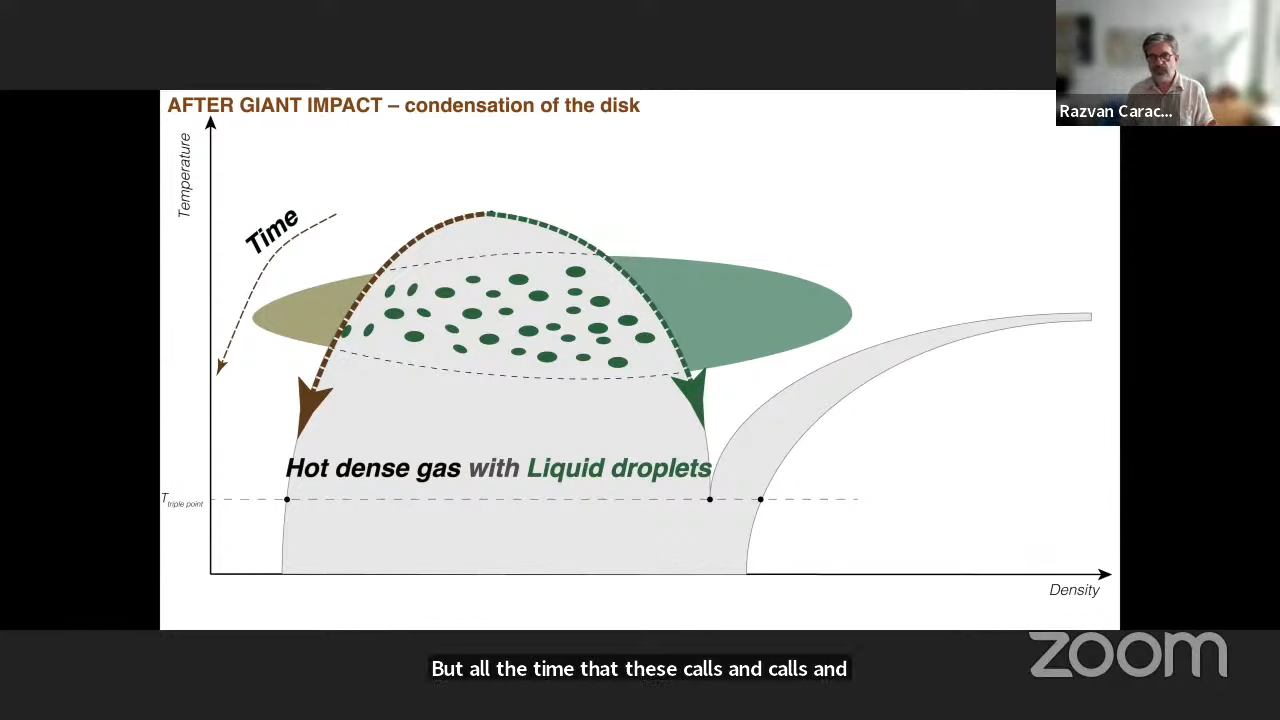 AFTER GIANT IMPACT – condensation of the disk
Razvan Carac...
Temperature
Time
Hot dense gas with Liquid droplets
T triple point
Density
zoom
But all the time that these calls and calls and